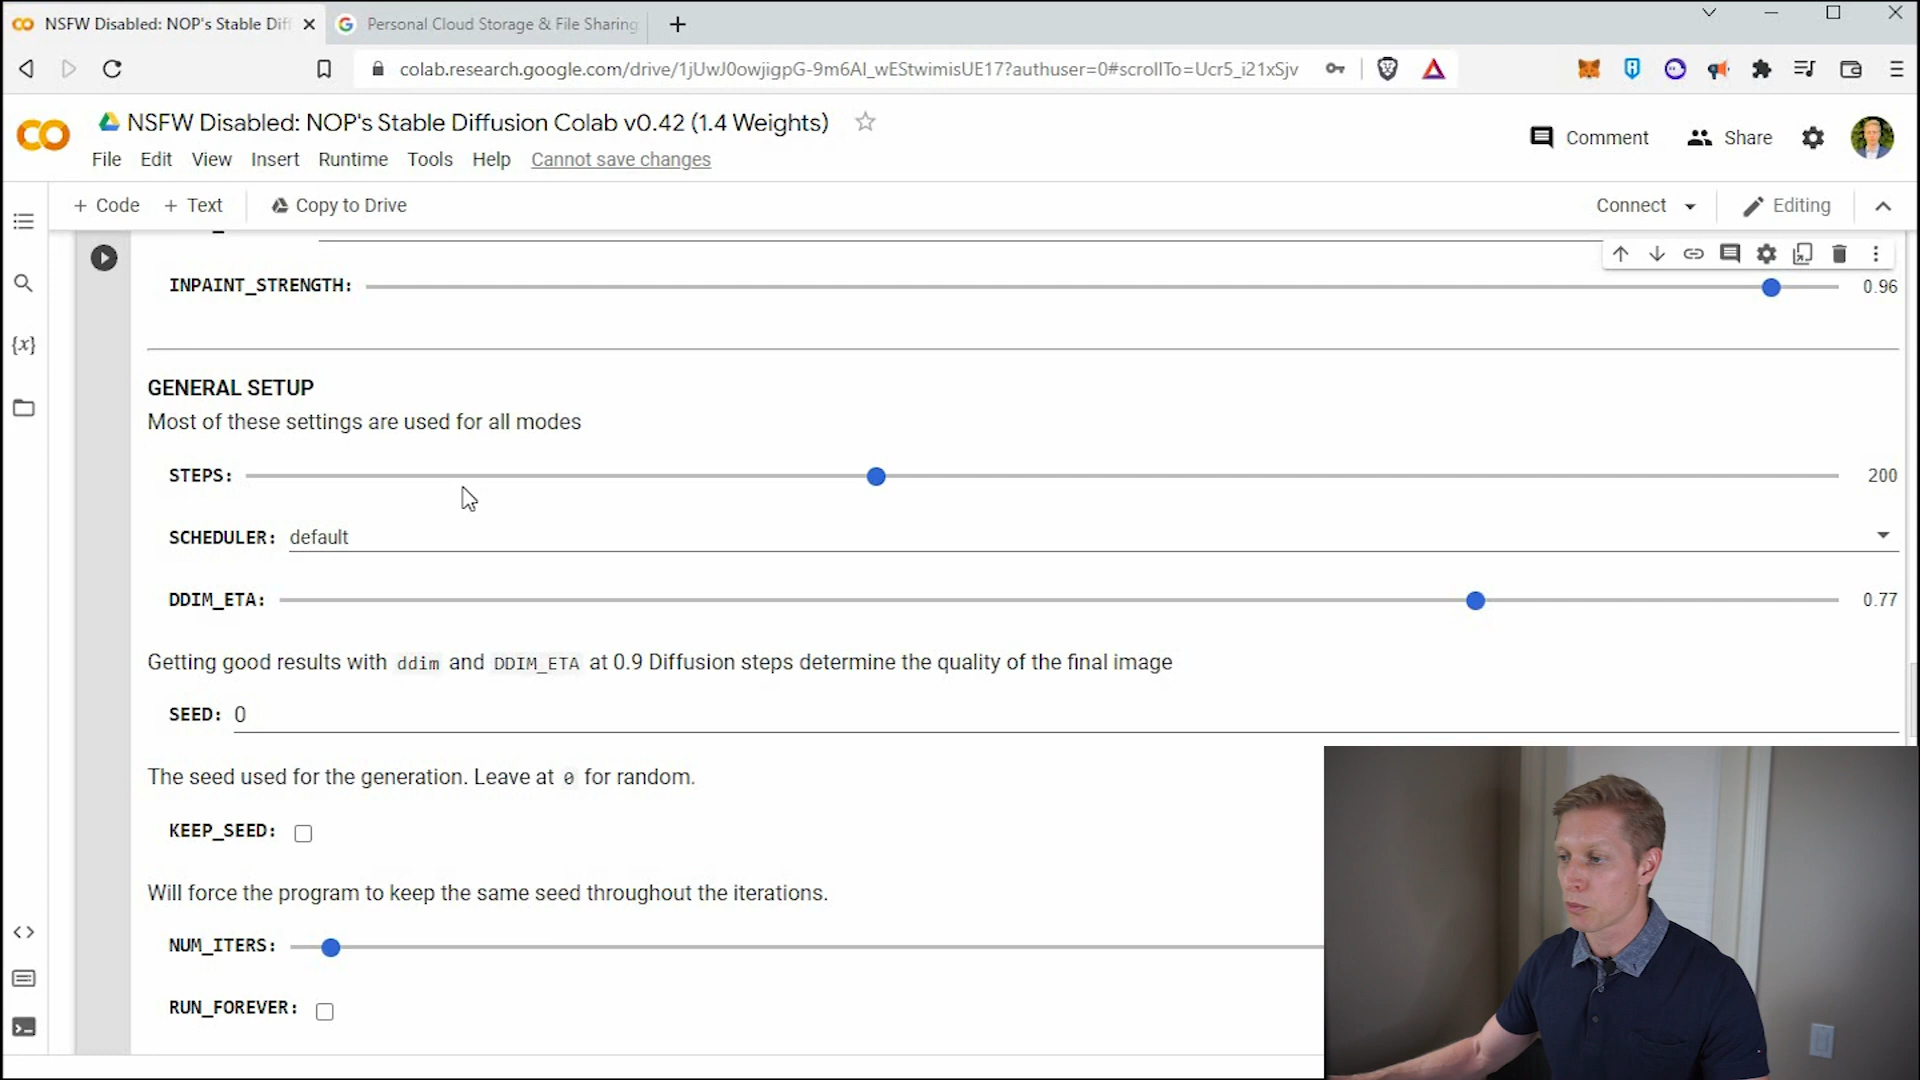 NSFW Disabled: NOP's Stable Diff
Personal Cloud Storage & File Sharing
colab.research.google.com/drive/1jUwJ0owjigpG-9m6AI_wEStwimisUE17?authuser=0#scrollTo=Ucr5_i21xSjv
NSFW Disabled: NOP's Stable Diffusion Colab v0.42 (1.4 Weights)
Comment
Share
File Edit View Insert Runtime Tools Help Cannot save changes
+ Code + Text Copy to Drive
Connect
Editing
INPAINT_STRENGTH: 0.96
GENERAL SETUP
Most of these settings are used for all modes
STEPS: 200
SCHEDULER: default
DDIM_ETA: 0.77
Getting good results with ddim and DDIM_ETA at 0.9 Diffusion steps determine the quality of the final image
SEED: 0
The seed used for the generation. Leave at 0 for random.
KEEP_SEED:
Will force the program to keep the same seed throughout the iterations.
NUM_ITERS:
RUN_FOREVER: